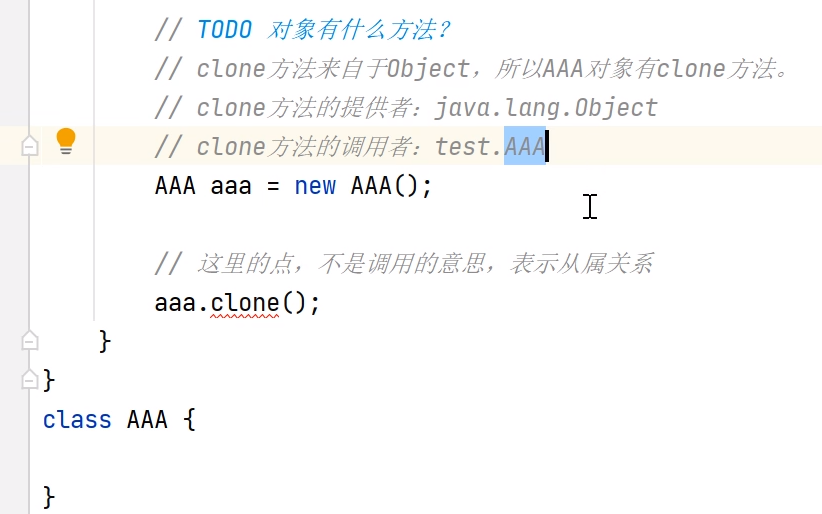 // TODO 对象有什么方法？
// clone方法来自于Object，所以AAA对象有clone方法。
// clone方法的提供者：java.lang.Object
// clone方法的调用者：test.AAA
AAA aaa = new AAA();
// 这里的点，不是调用的意思，表示从属关系
aaa.clone();
}
}
class AAA {
}